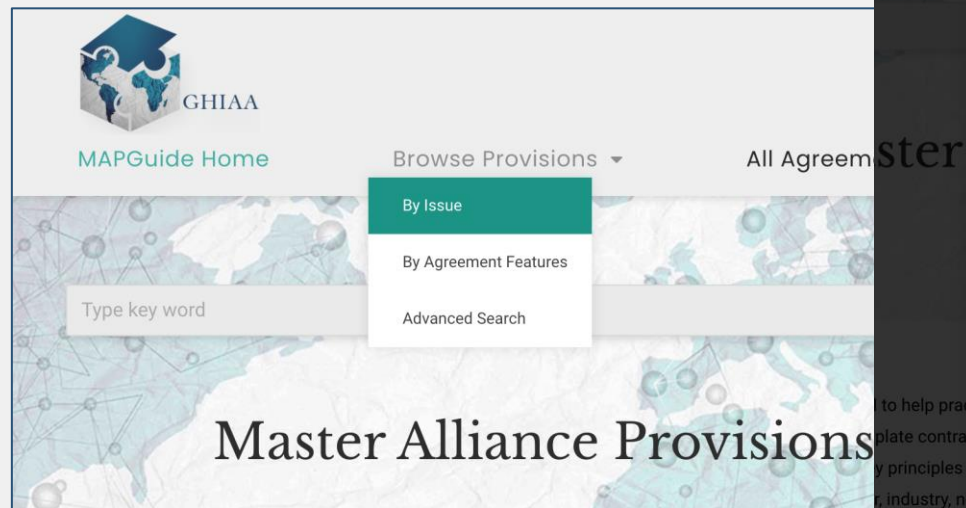 GHIAA
MAPGuide Home
Browse Provisions
All Agreem
ster
By Issue
By Agreement Features
Advanced Search
Type key word
Master Alliance Provisions
to help prac
plate contra
y principles
r, industry, n